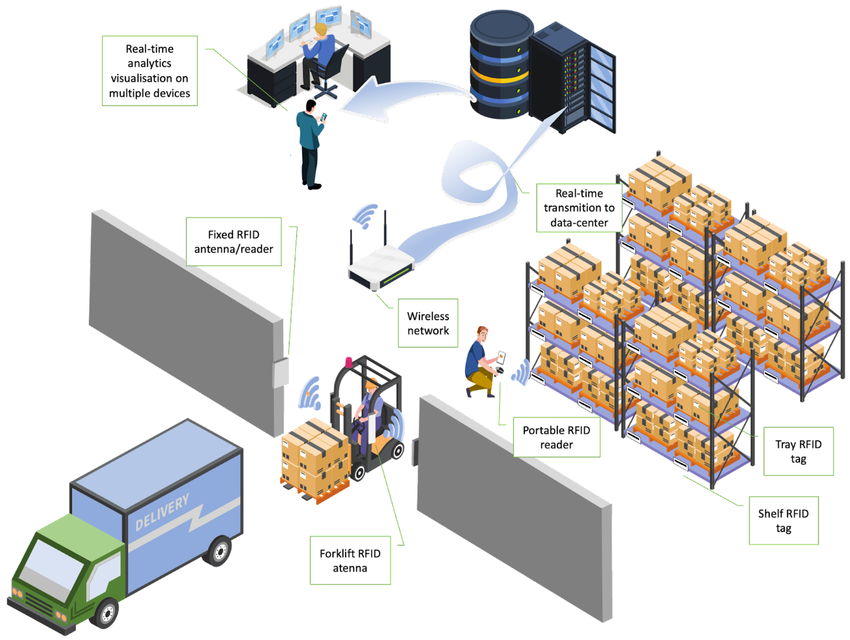 Real-time
analytics
visualisation on
multiple devices
Real-time
transmition to
data-center
Fixed RFID
antenna/reader
Wireless
network
Portable RFID
reader
Tray RFID
tag
Shelf RFID
tag
DELIVERY
Forklift RFID
atenna